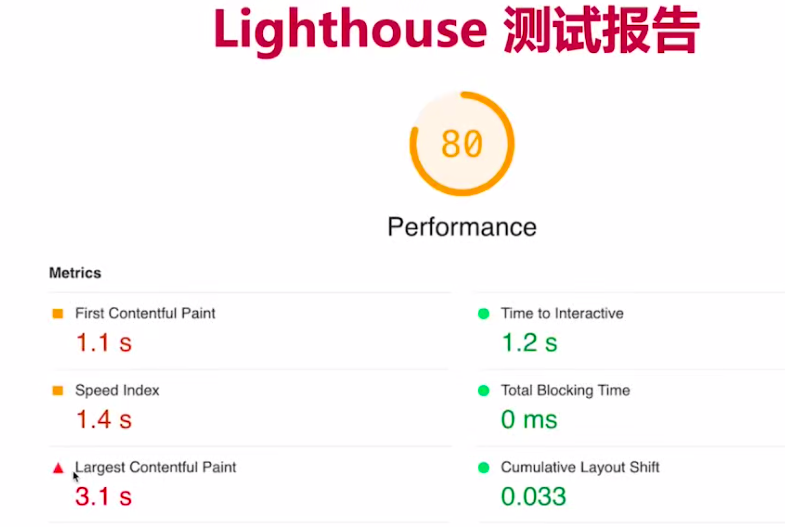 Lighthouse 测试报告
80
Performance
Metrics
First Contentful Paint
1.1 s
Time to Interactive
1.2 s
Speed Index
1.4 s
Total Blocking Time
0 ms
Largest Contentful Paint
3.1 s
Cumulative Layout Shift
0.033